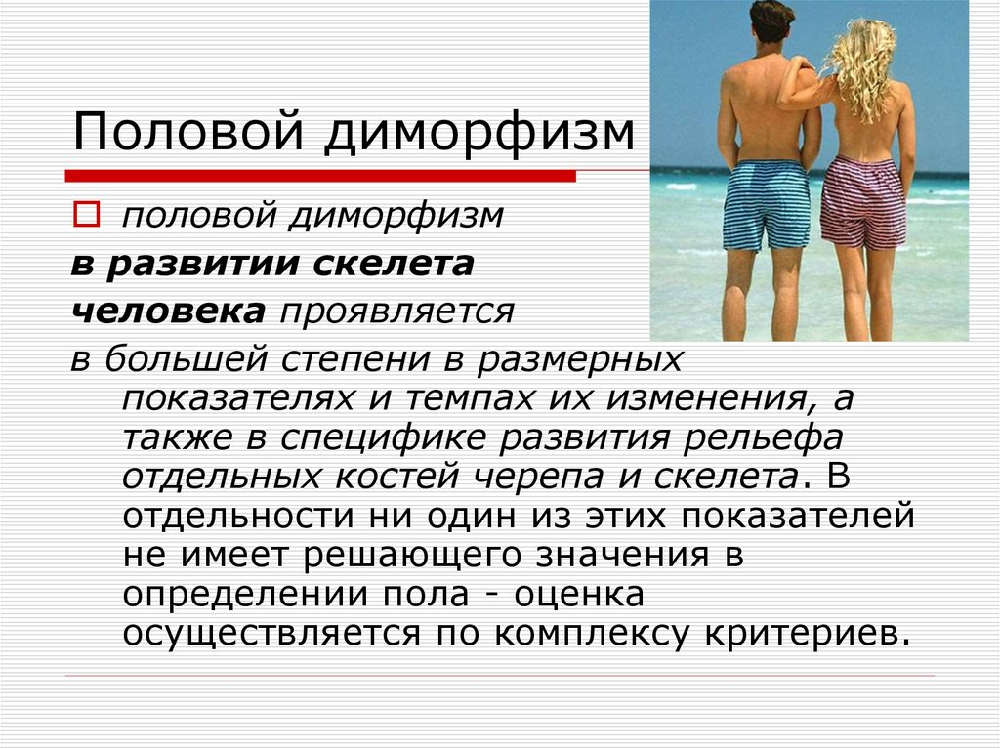 Половой диморфизм
половой диморфизм
в развитии скелета
человека проявляется
в большей степени в размерных
показателях и темпах их изменения, а
также в специфике развития рельефа
отдельных костей черепа и скелета. В
отдельности ни один из этих показателей
не имеет решающего значения в
определении пола - оценка
осуществляется по комплексу критериев.